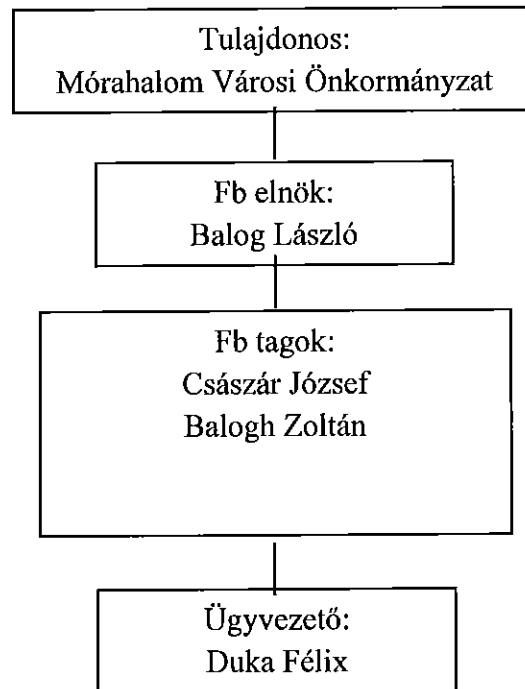 Tulajdonos:
Mórahalom Városi Önkormányzat
Fb elnök:
Balog László
Fb tagok:
Császár József
Balogh Zoltán
Ügyvezető:
Duka Félix